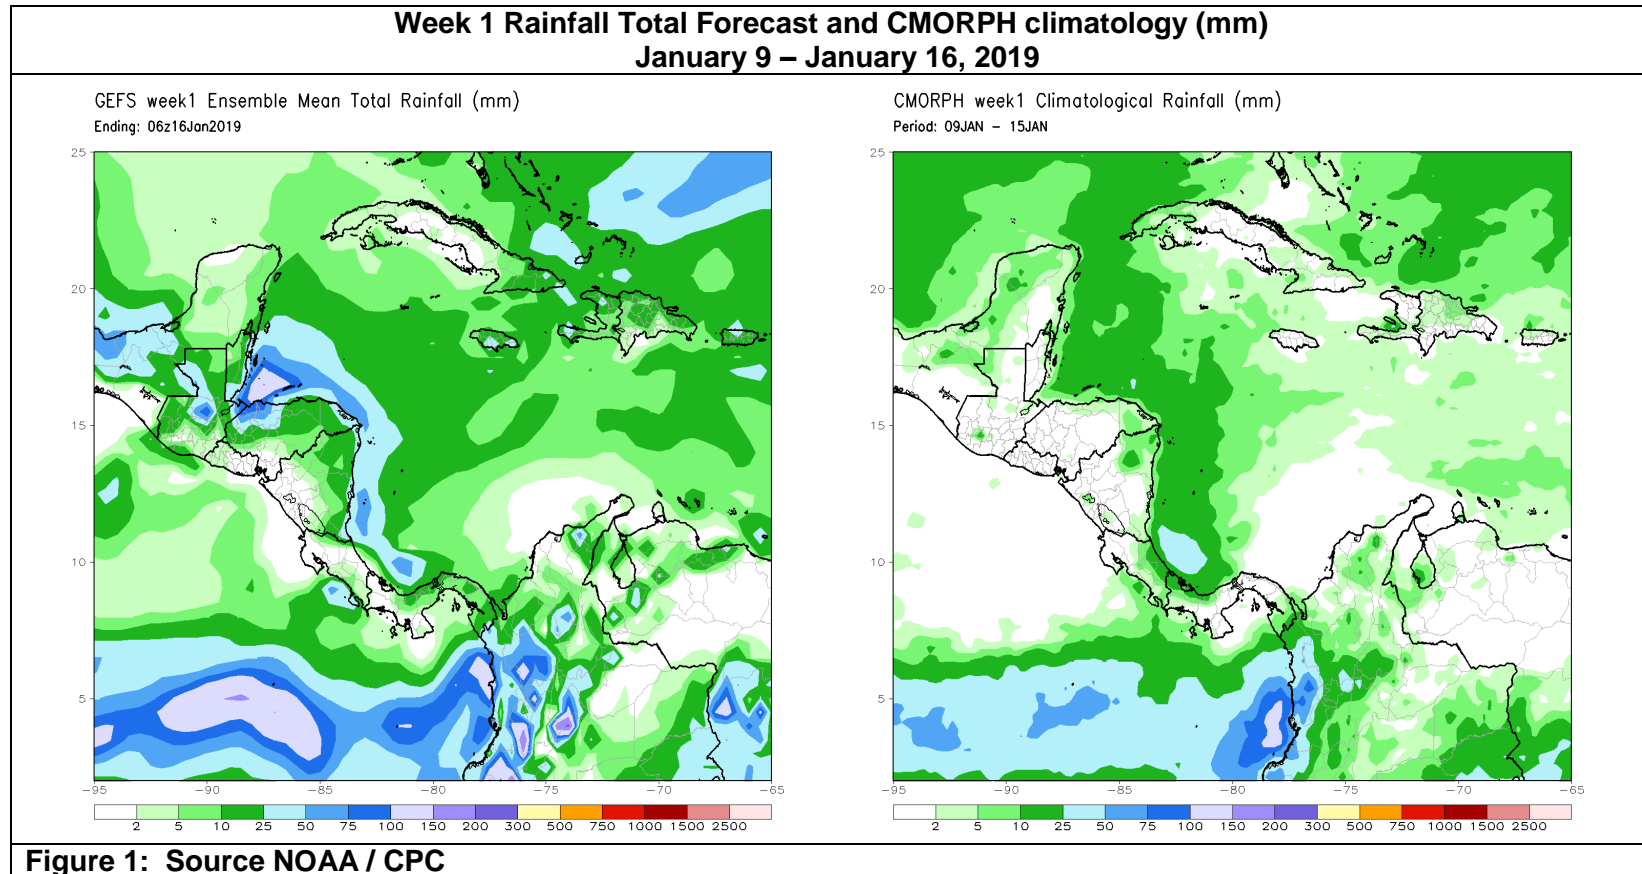 Week 1 Rainfall Total Forecast and CMORPH climatology (mm)
January 9 – January 16, 2019
GEFS week1 Ensemble Mean Total Rainfall (mm)
Ending: 06z16Jan2019
25
20
15
10
5
−95 −90 −85 −80 −75 −70 −65
2 5 10 25 50 75 100 150 200 300 500 750 1000 1500 2500
CMORPH week1 Climatological Rainfall (mm)
Period: 09JAN − 15JAN
25
20
15
10
5
−95 −90 −85 −80 −75 −70 −65
2 5 10 25 50 75 100 150 200 300 500 750 1000 1500 2500
Figure 1: Source NOAA / CPC